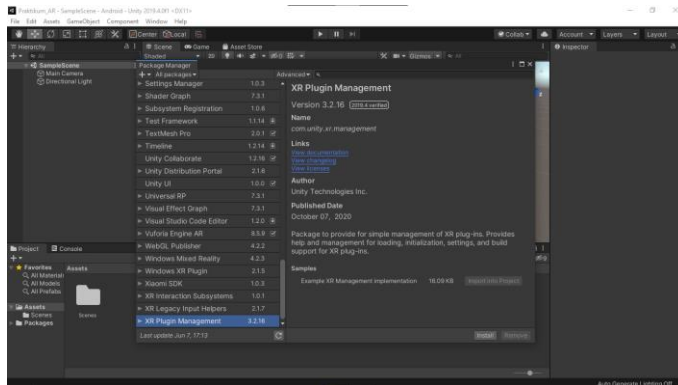 Praktikum_AR - SampleScene - Android - Unity 2019.4.0f1 <DX11>
File Edit Assets GameObject Component Window Help
Center Local
Collab Account Layers Layout
Hierarchy
Scene Game Asset Store
Inspector
Shaded 2D Gizmos All
SampleScene
Main Camera
Directional Light
Package Manager
All packages Advanced
Settings Manager 1.0.3
Shader Graph 7.3.1
Subsystem Registration 1.0.6
Test Framework 1.1.14
TextMesh Pro 2.0.1
Timeline 1.2.14
Unity Collaborate 1.2.16
Unity Distribution Portal 2.1.6
Unity UI 1.0.0
Universal RP 7.3.1
Visual Effect Graph 7.3.1
Visual Studio Code Editor 1.2.0
Vuforia Engine AR 8.5.9
WebGL Publisher 4.2.2
Windows Mixed Reality 4.2.3
Windows XR Plugin 2.1.5
Xiaomi SDK 1.0.3
XR Interaction Subsystems 1.0.1
XR Legacy Input Helpers 2.1.7
XR Plugin Management 3.2.16
Last update Jun 7, 17:13
XR Plugin Management
Version 3.2.16 2019.4 verified
Name
com.unity.xr.management
Links
View documentation
View changelog
View licenses
Author
Unity Technologies Inc.
Published Date
October 07, 2020
Package to provide for simple management of XR plug-ins. Provides
help and management for loading, initialization, settings, and build
support for XR plug-ins.
Samples
Example XR Management implementation 16.09 KB Import into Project
Install Remove
Project Console
Favorites
All Materials
All Models
All Prefabs
Assets
Scenes
Packages
Assets
Scenes
Auto Generate Lighting Off